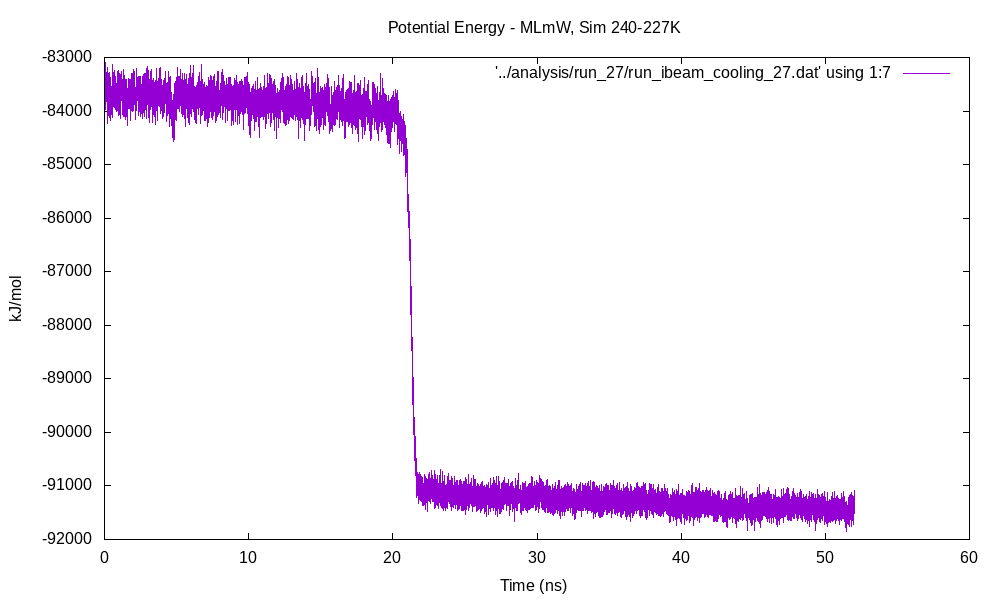 Potential Energy - MLmW, Sim 240-227K
-83000
'../analysis/run_27/run_ibeam_cooling_27.dat' using 1:7
-84000
-85000
-86000
-87000
-88000
-89000
-90000
-91000
-92000
kJ/mol
0 10 20 30 40 50 60
Time (ns)